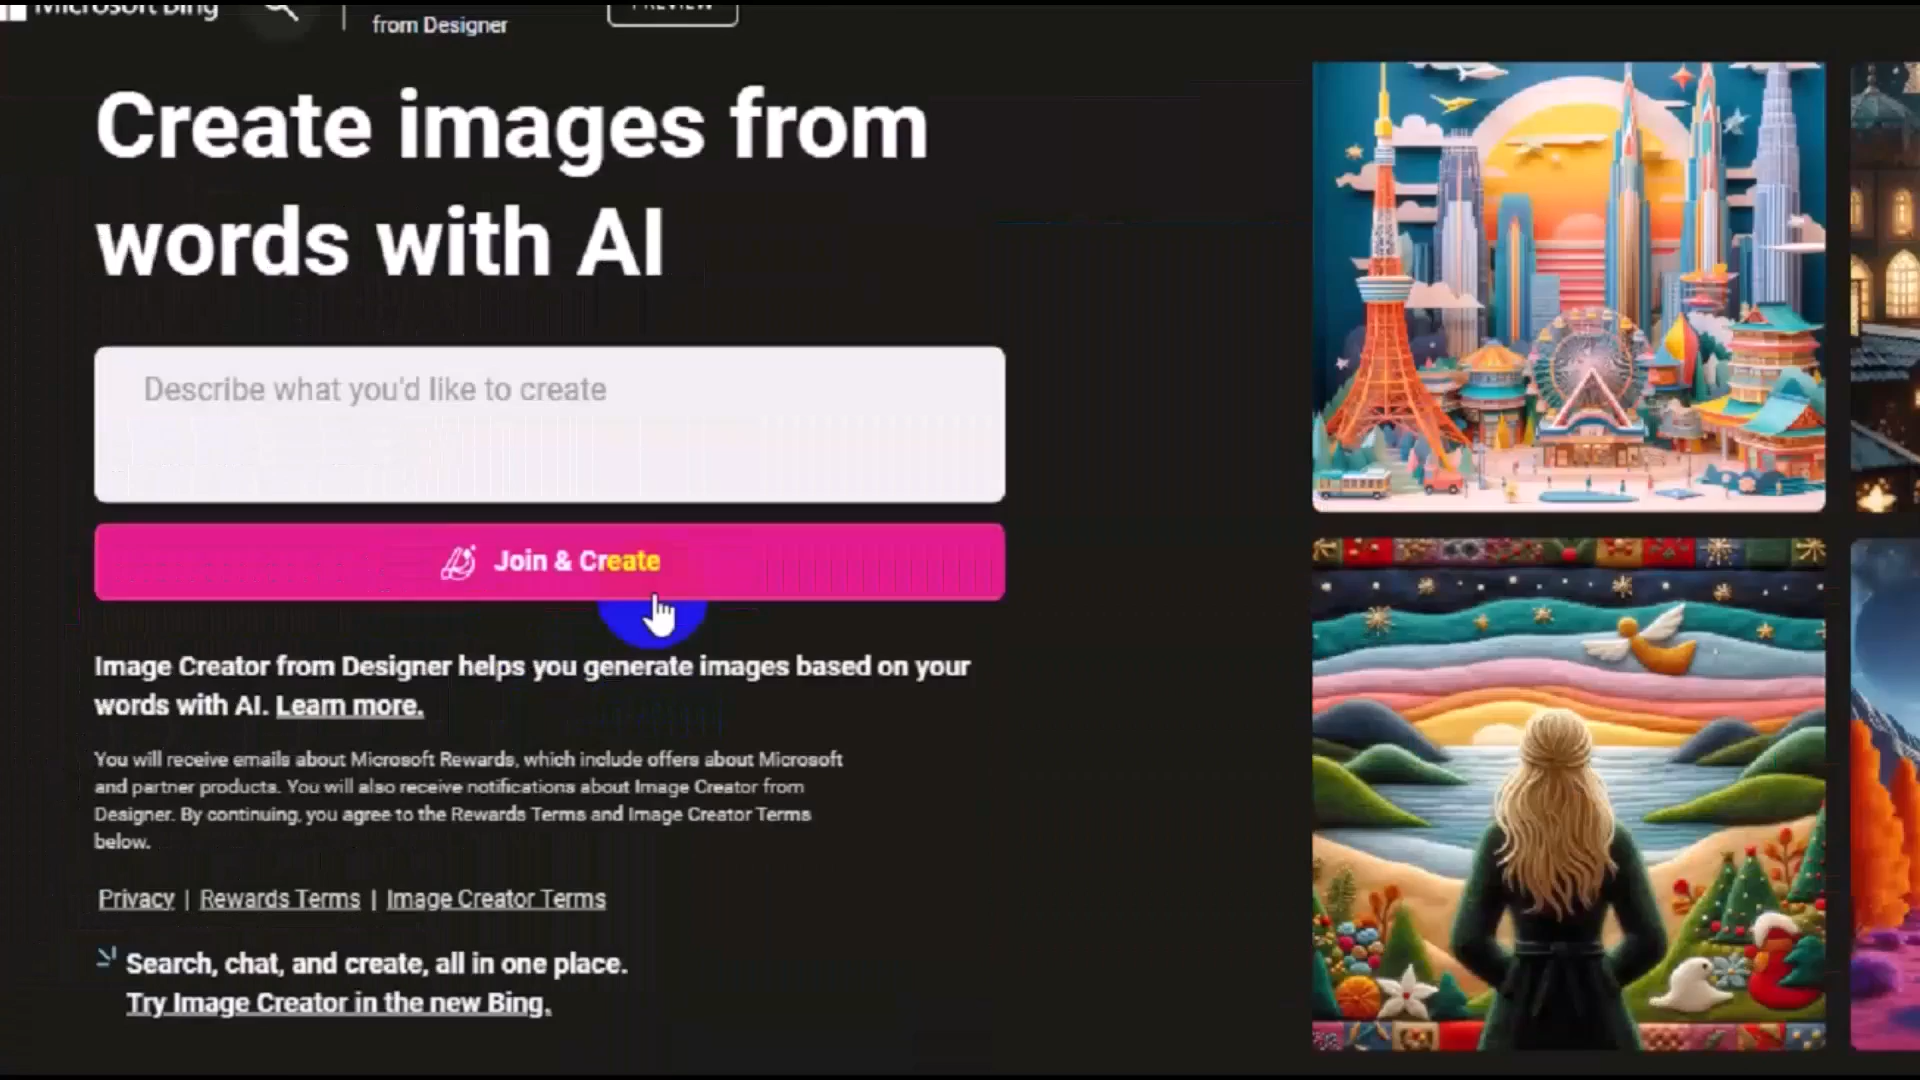 Microsoft Bing
from Designer
PREVIEW
Create images from
words with AI
Describe what you'd like to create
Join & Create
Image Creator from Designer helps you generate images based on your
words with AI. Learn more.
You will receive emails about Microsoft Rewards, which include offers about Microsoft
and partner products. You will also receive notifications about Image Creator from
Designer. By continuing, you agree to the Rewards Terms and Image Creator Terms
below.
Privacy | Rewards Terms | Image Creator Terms
Search, chat, and create, all in one place.
Try Image Creator in the new Bing.